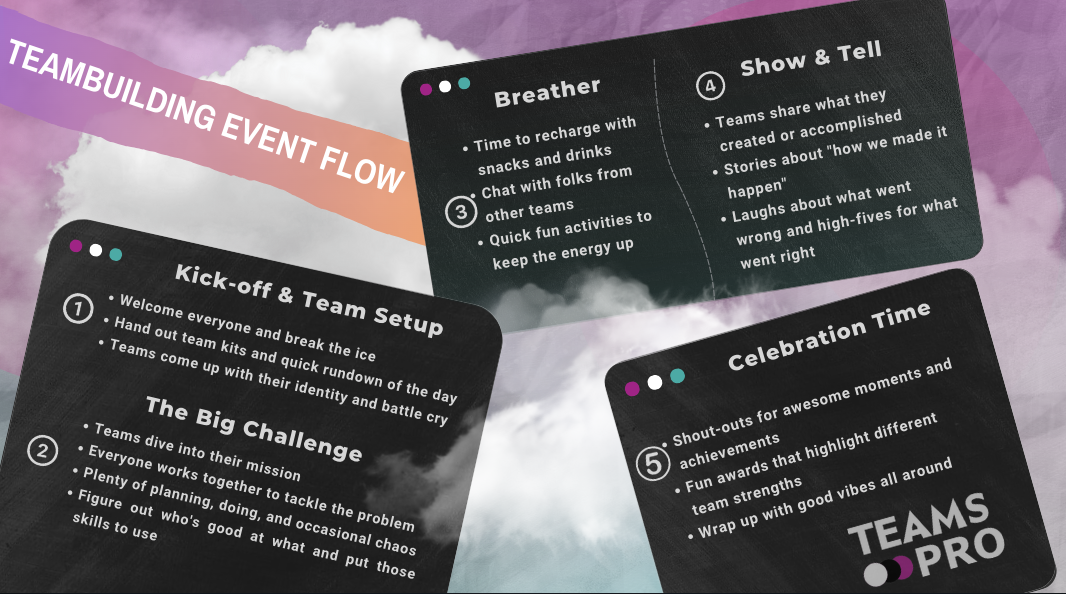 TEAMBUILDING EVENT FLOW
1
Kick-off & Team Setup
• Welcome everyone and break the ice
• Hand out team kits and quick rundown of the day
• Teams come up with their identity and battle cry
2
The Big Challenge
• Teams dive into their mission
• Everyone works together to tackle the problem
• Plenty of planning, doing, and occasional chaos
• Figure out who's good at what and put those
skills to use
3
Breather
• Time to recharge with
snacks and drinks
• Chat with folks from
other teams
• Quick fun activities to
keep the energy up
4
Show & Tell
• Teams share what they
created or accomplished
• Stories about "how we made it
happen"
• Laughs about what went
wrong and high-fives for what
went right
5
Celebration Time
• Shout-outs for awesome moments and
achievements
• Fun awards that highlight different
team strengths
• Wrap up with good vibes all around
TEAMS
PRO